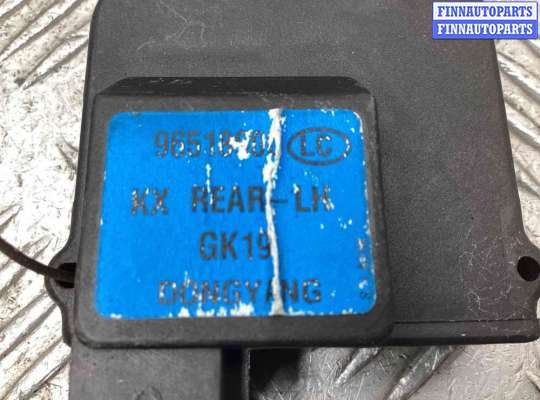 FINNAUTOPARTS
FINNAUTOPARTS
LC
KX REAR-LH
GK19
DONGYANG